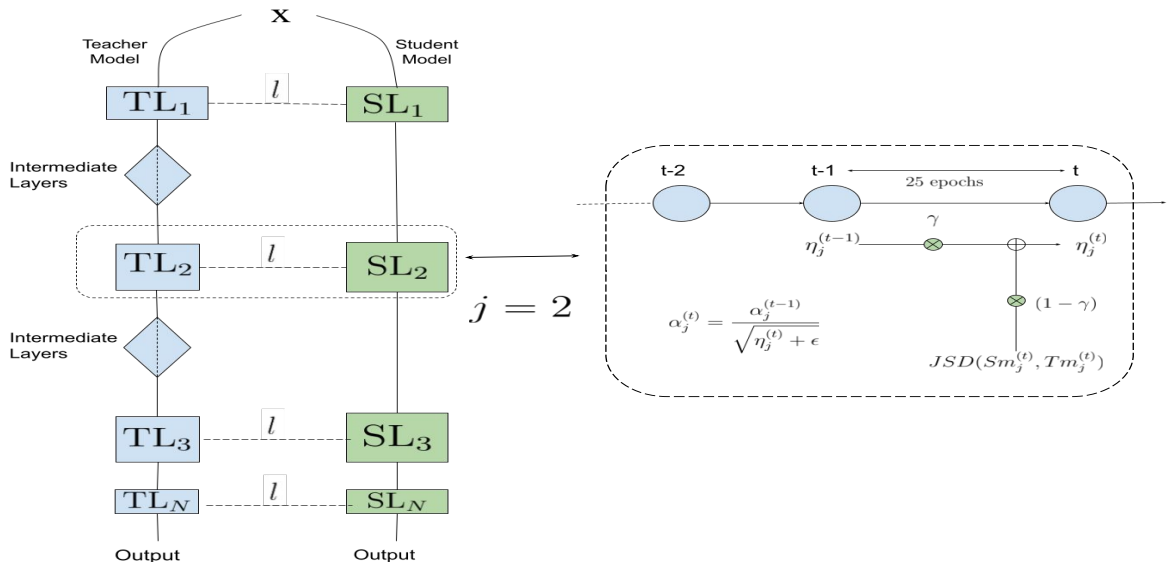 x
Teacher
Model
Student
Model
TL₁
l
SL₁
Intermediate
Layers
TL₂
l
SL₂
j = 2
Intermediate
Layers
TL₃
l
SL₃
TL_N
l
SL_N
Output
Output
t-2
t-1
t
25 epochs
γ
η_j^{(t-1)}
η_j^{(t)}
(1 − γ)
α_j^{(t)} = α_j^{(t-1)} / √(η_j^{(t)} + ϵ)
JSD(Sm_j^{(t)}, Tm_j^{(t)})